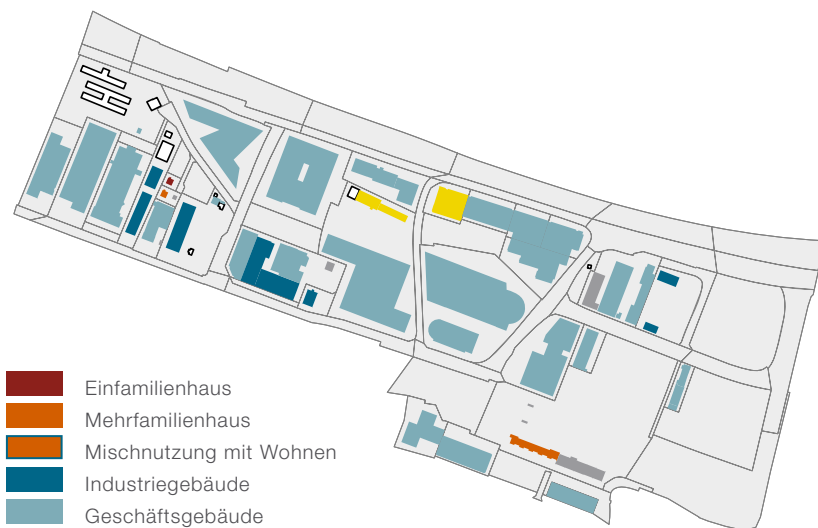 Einfamilienhaus
Mehrfamilienhaus
Mischnutzung mit Wohnen
Industriegebäude
Geschäftsgebäude